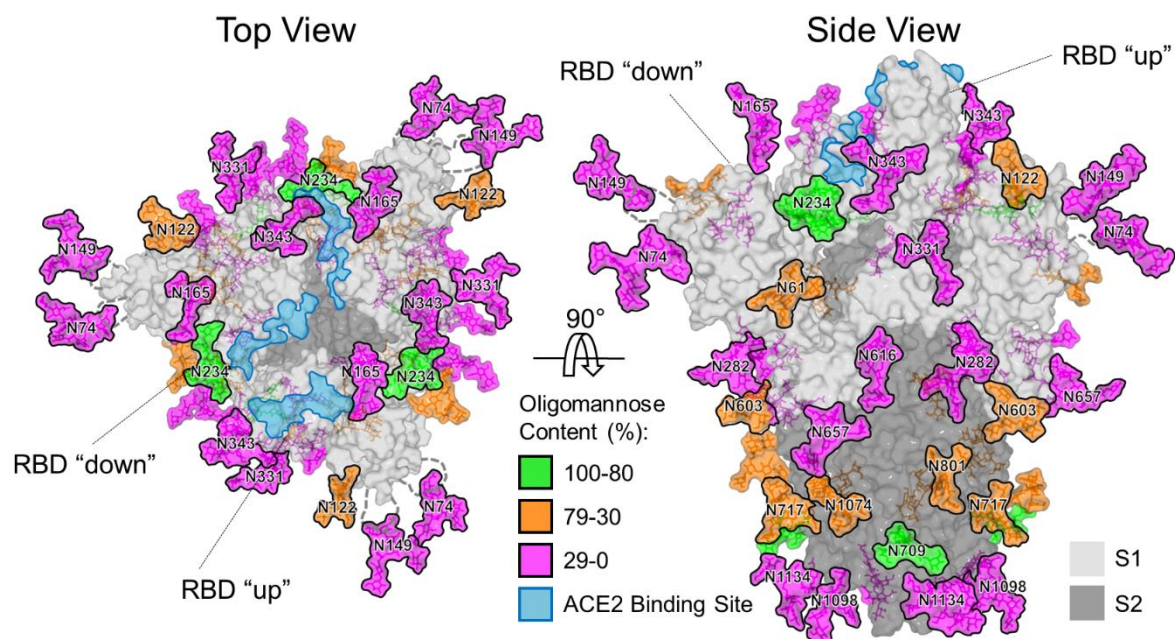 Top View
Side View
RBD “down”
RBD “up”
N74
N149
N331
N234
N165
N122
N122
N343
N149
N165
N74
N343
N331
N234
N165
N234
N343
N331
RBD “down”
N122
N74
N149
RBD “up”
90°
Oligomannose
Content (%):
100-80
79-30
29-0
ACE2 Binding Site
N165
N343
N343
N149
N122
N149
N234
N74
N74
N331
N61
N282
N616
N282
N603
N657
N603
N657
N801
N717
N1074
N717
N709
N1134
N1098
N1134
N1098
S1
S2